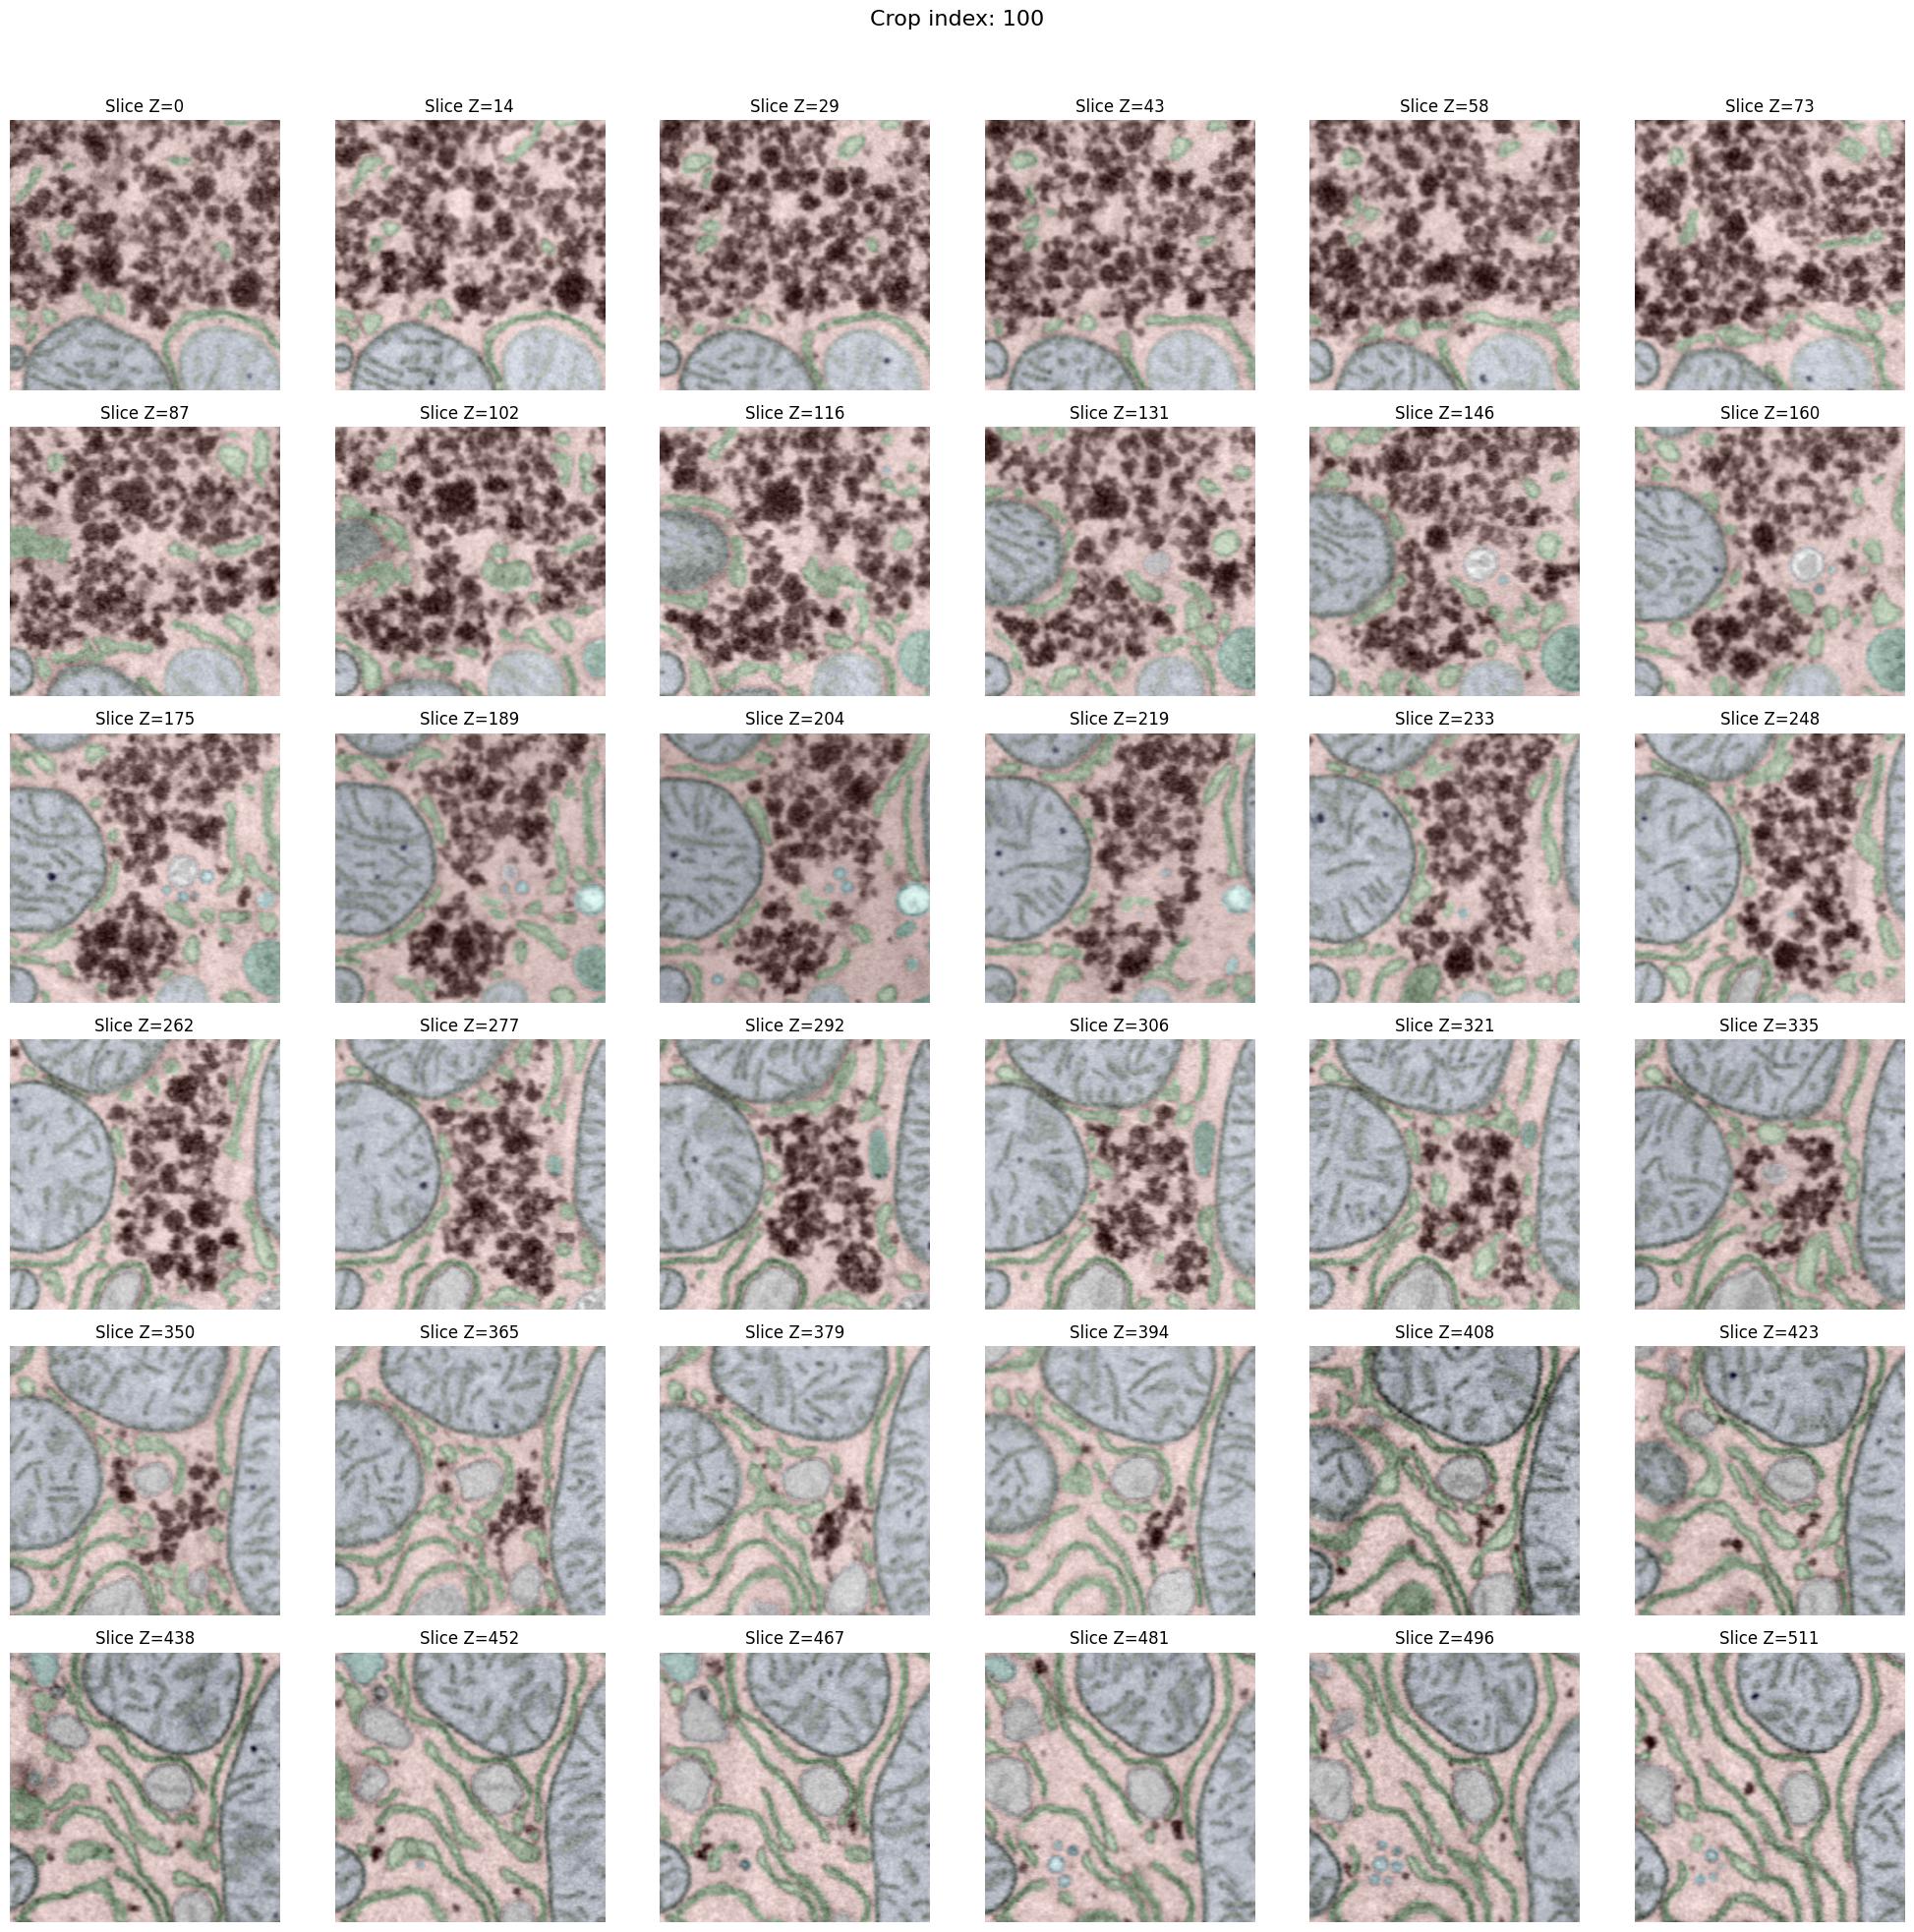 Crop index: 100
Slice Z=0
Slice Z=14
Slice Z=29
Slice Z=43
Slice Z=58
Slice Z=73
Slice Z=87
Slice Z=102
Slice Z=116
Slice Z=131
Slice Z=146
Slice Z=160
Slice Z=175
Slice Z=189
Slice Z=204
Slice Z=219
Slice Z=233
Slice Z=248
Slice Z=262
Slice Z=277
Slice Z=292
Slice Z=306
Slice Z=321
Slice Z=335
Slice Z=350
Slice Z=365
Slice Z=379
Slice Z=394
Slice Z=408
Slice Z=423
Slice Z=438
Slice Z=452
Slice Z=467
Slice Z=481
Slice Z=496
Slice Z=511